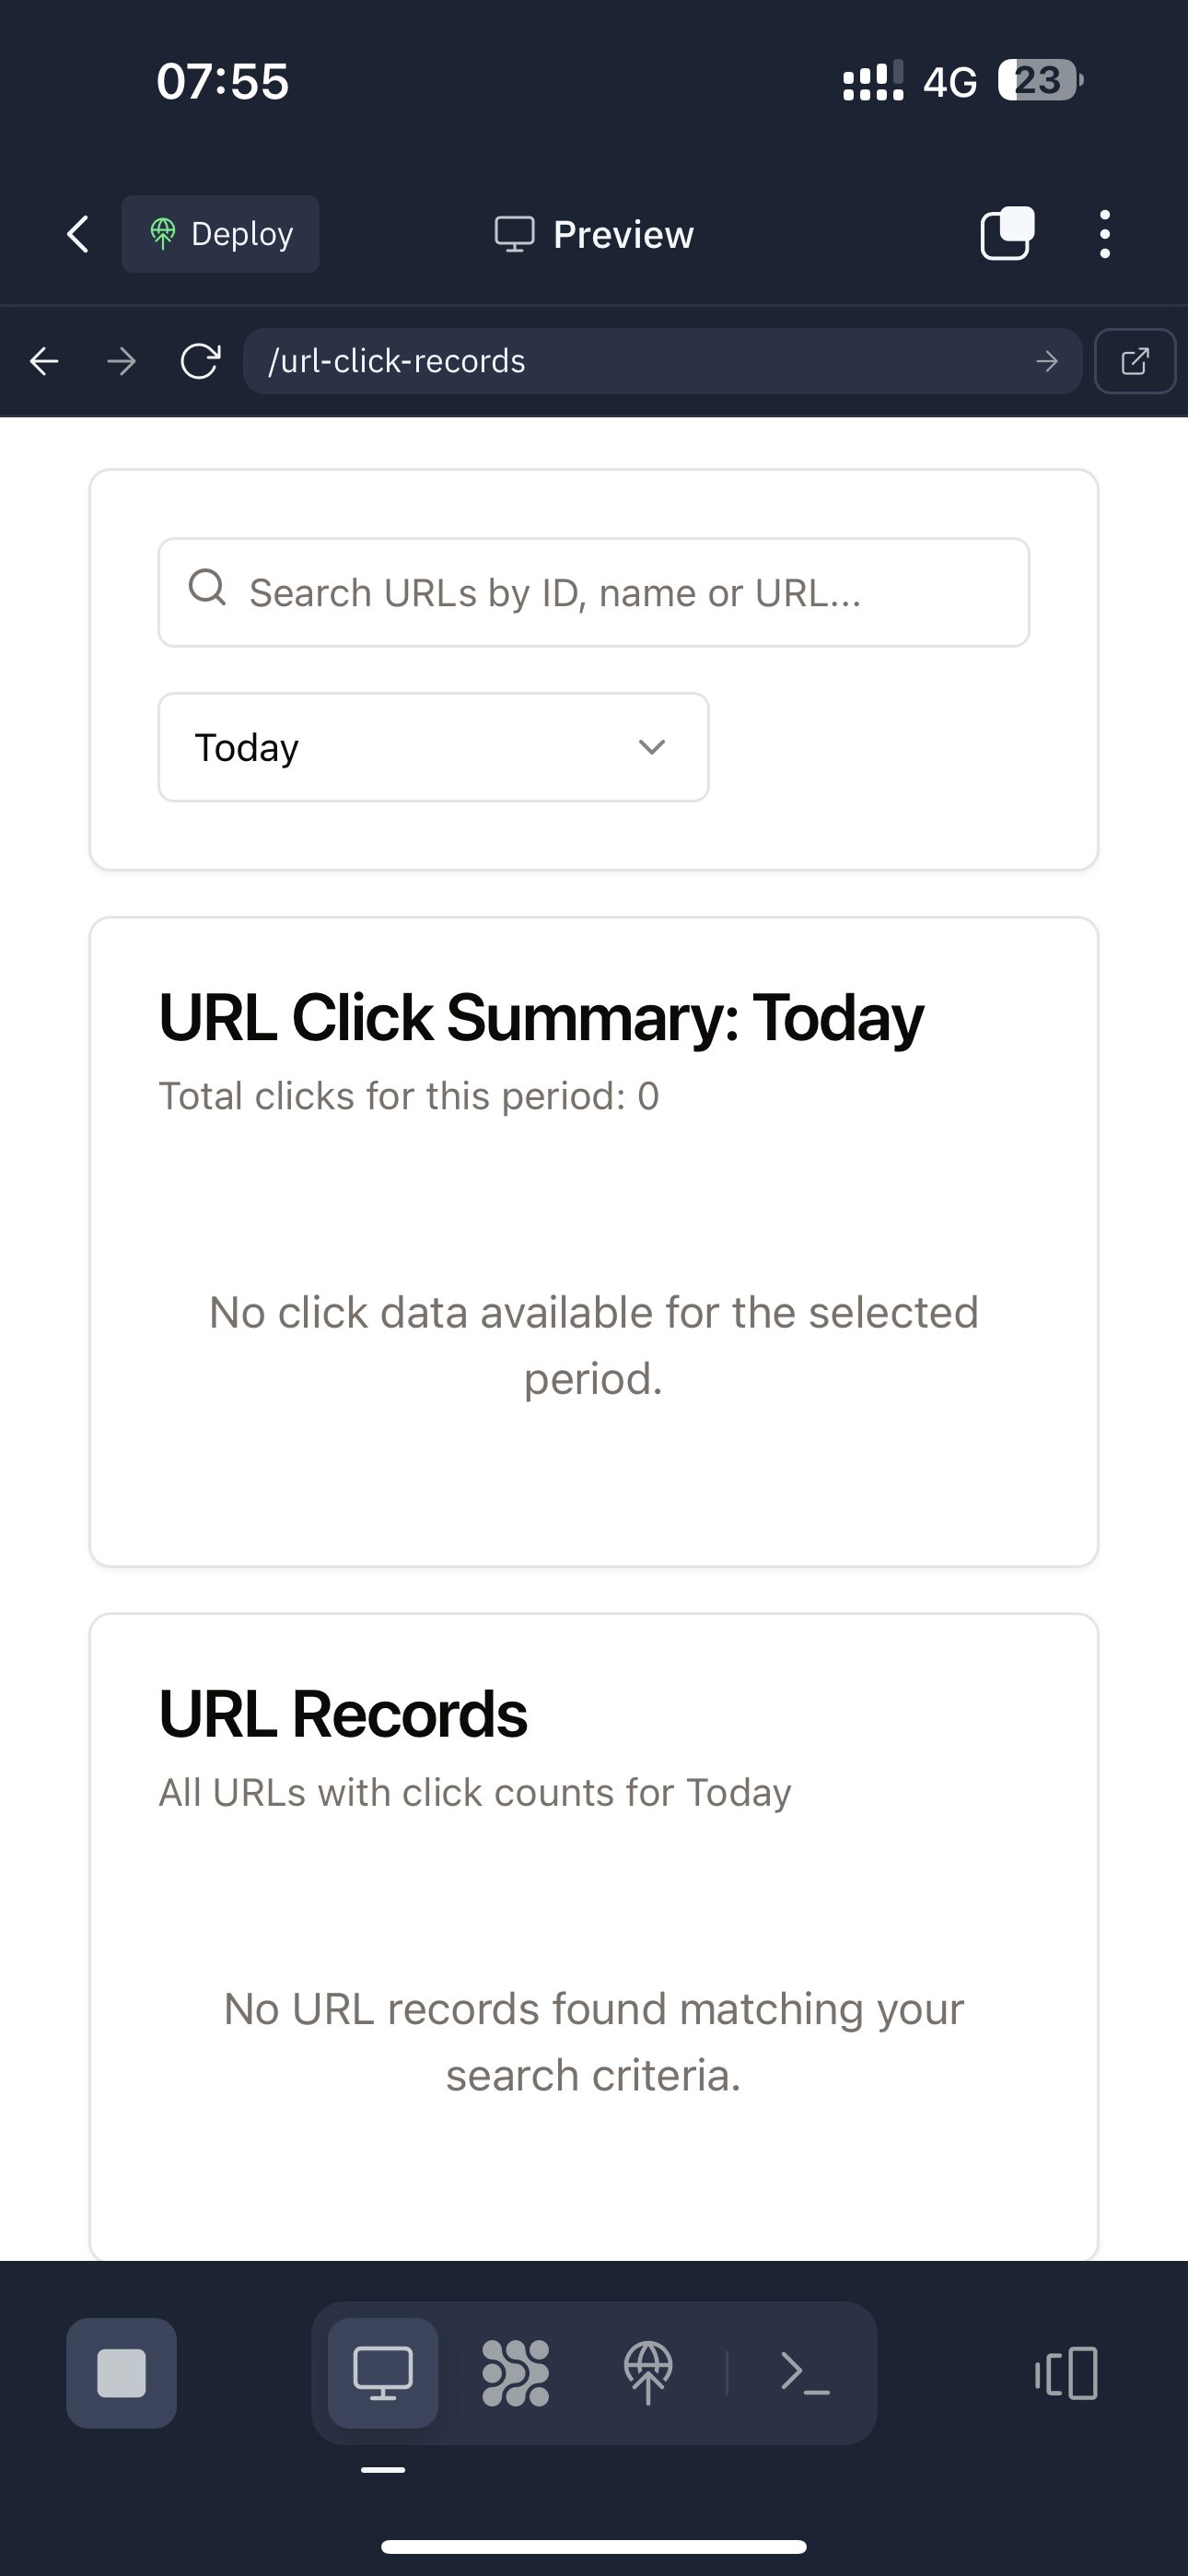 07:55
4G
23
Deploy
Preview
/url-click-records
Search URLs by ID, name or URL...
Today
URL Click Summary: Today
Total clicks for this period: 0
No click data available for the selected
period.
URL Records
All URLs with click counts for Today
No URL records found matching your
search criteria.